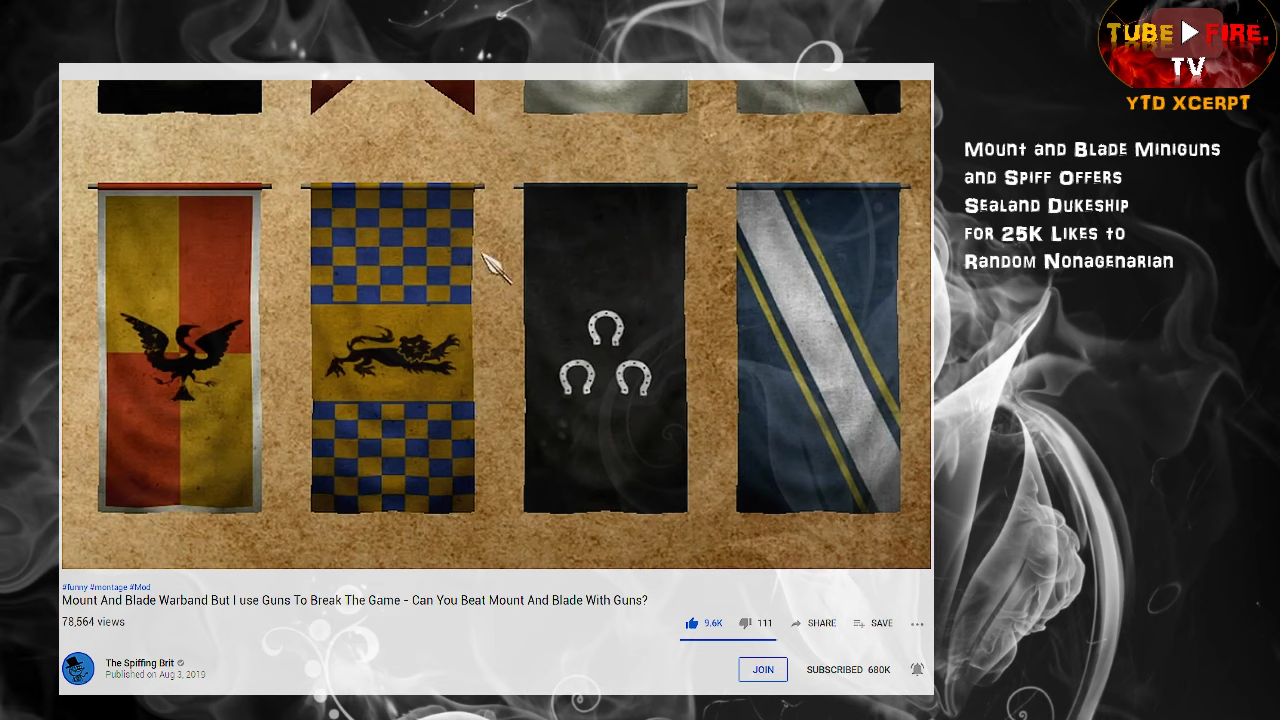 TUBE FIRE.
TV
YTD XCERPT
Mount and Blade Miniguns
and Spiff Offers
Sealand Dukeship
for 25K Likes to
Random Nonagenarian
#funny #montage #Mod
Mount And Blade Warband But I use Guns To Break The Game - Can You Beat Mount And Blade With Guns?
78,564 views
9.6K 111 SHARE SAVE
The Spiffing Brit
Published on Aug 3, 2019
JOIN SUBSCRIBED 680K